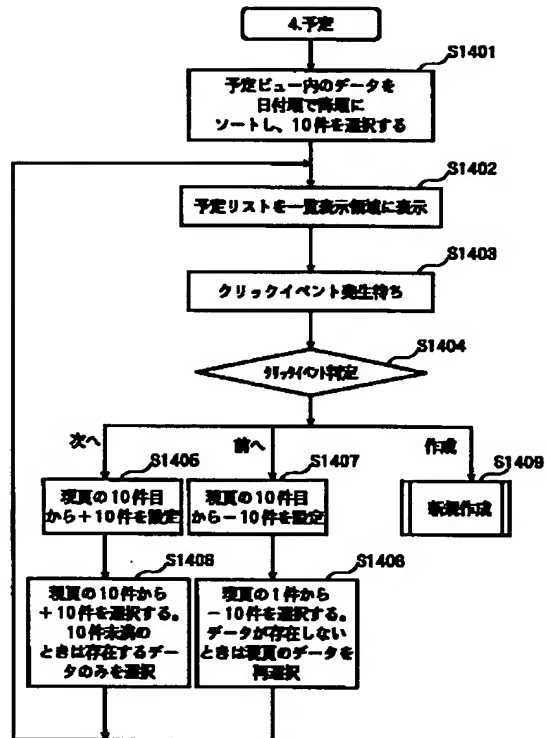 4.予定
S1401
予定ビュー内のデータを
日付順で降順に
ソートし、10件を選択する
S1402
予定リストを一覧表示領域に表示
S1403
クリックイベント発生待ち
S1404
クリックイベント判定
次へ
前へ
作成
S1405
S1407
S1409
現頁の10件目
から+10件を設定
現頁の10件目
から-10件を設定
新規作成
S1408
S1406
現頁の10件から
+10件を選択する。
10件未満の
ときは存在するデー
タのみを選択
現頁の1件から
-10件を選択する。
データが存在しない
ときは現頁のデータを
再選択